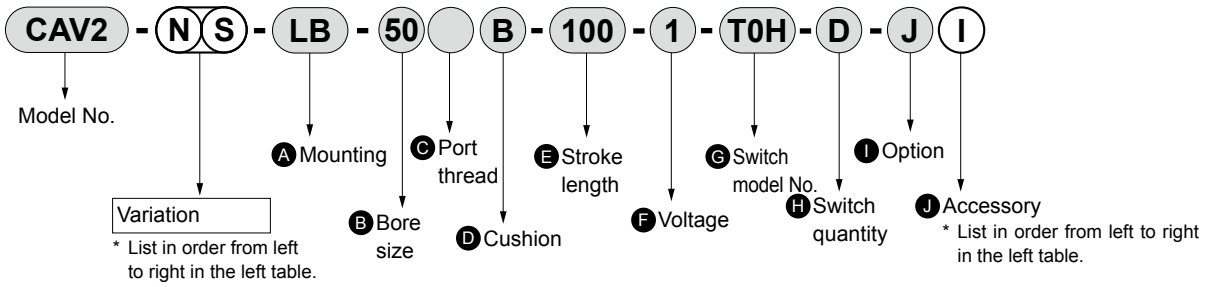 CAV2 - N S - LB - 50 B - 100 - 1 - T0H - D - J I
Model No.
A Mounting
C Port
thread
E Stroke
length
G Switch
model No.
I Option
Variation
* List in order from left
to right in the left table.
B Bore
size
D Cushion
F Voltage
H Switch
quantity
J Accessory
* List in order from left to right
in the left table.